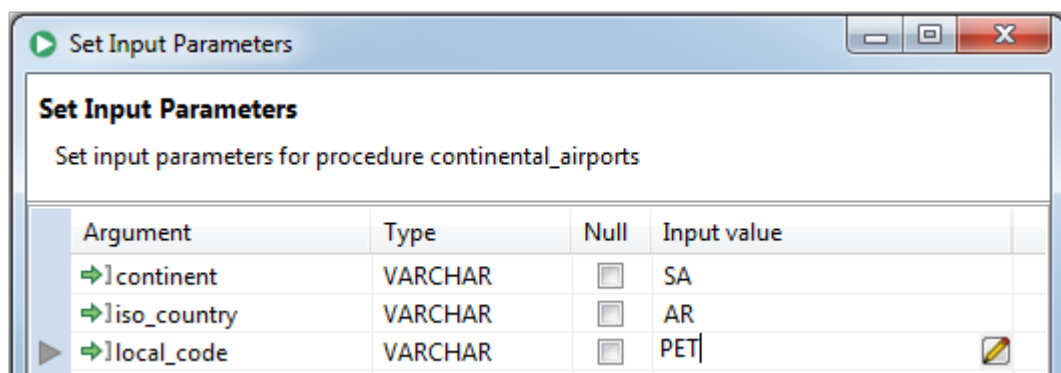 Set Input Parameters
Set Input Parameters
Set input parameters for procedure continental_airports
Argument Type Null Input value
continent VARCHAR SA
iso_country VARCHAR AR
local_code VARCHAR PET